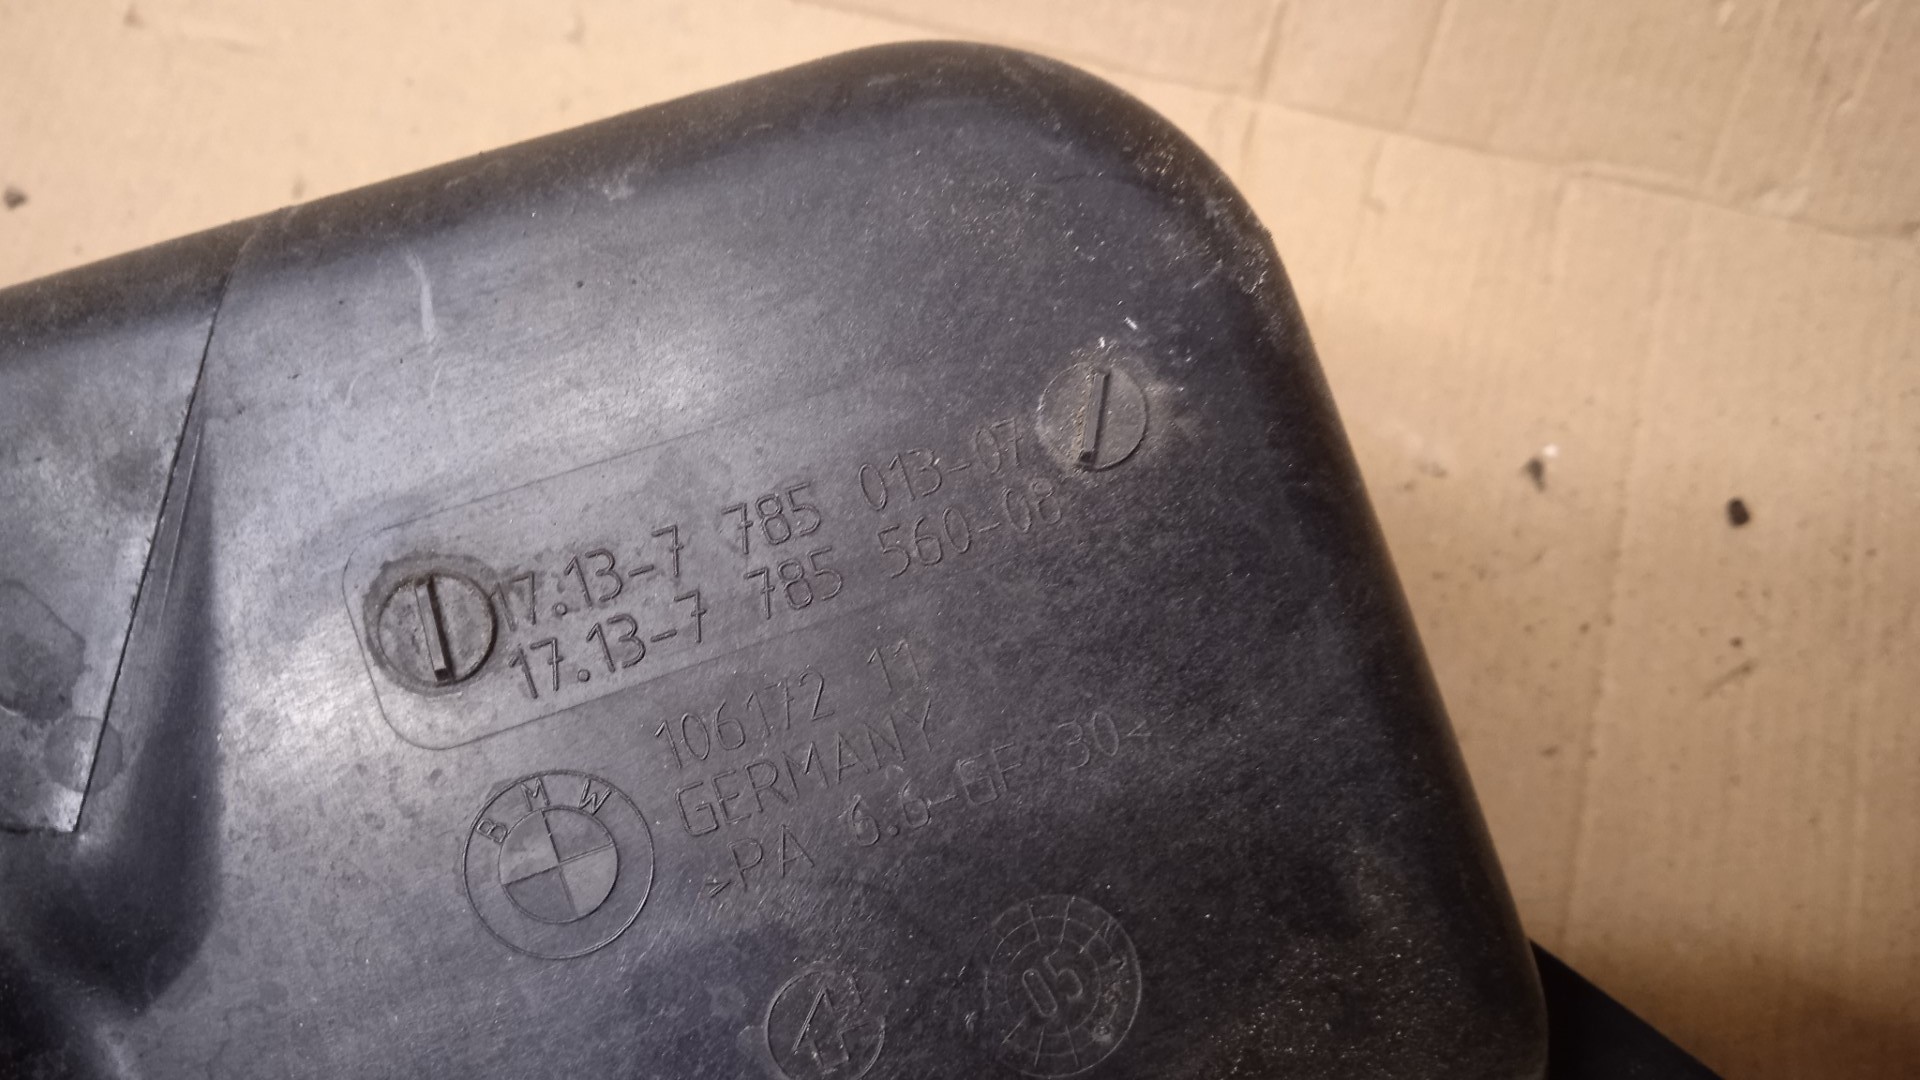 17.13-7 785 013-07
17.13-7 785 560-08
106172 11
GERMANY
>PA 6.6-GF 30<
BMW
05